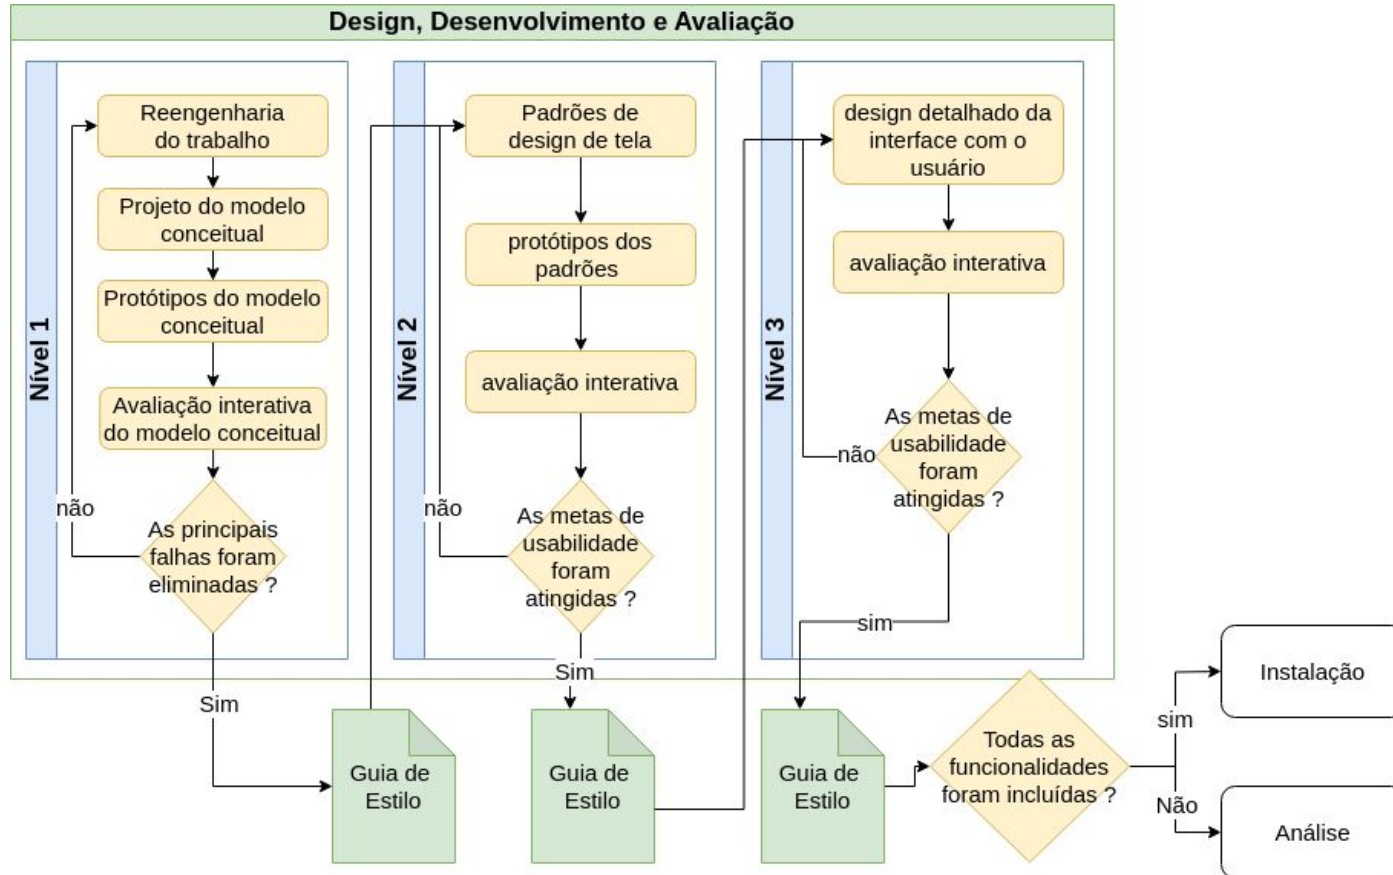 Design, Desenvolvimento e Avaliação
Nível 1
Reengenharia
do trabalho
Projeto do modelo
conceitual
Protótipos do modelo
conceitual
Avaliação interativa
do modelo conceitual
não
As principais
falhas foram
eliminadas ?
Sim
Guia de
Estilo
Nível 2
Padrões de
design de tela
protótipos dos
padrões
avaliação interativa
não
As metas de
usabilidade
foram
atingidas ?
Sim
Guia de
Estilo
Nível 3
design detalhado da
interface com o
usuário
avaliação interativa
não
As metas de
usabilidade
foram
atingidas ?
sim
Guia de
Estilo
Todas as
funcionalidades
foram incluídas ?
sim
Instalação
Não
Análise